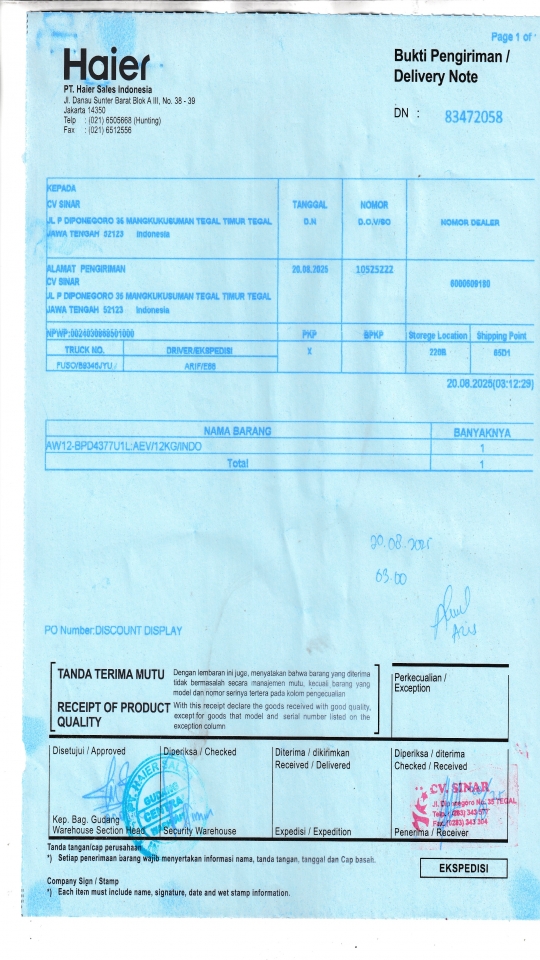 Page 1 of
Haier
Bukti Pengiriman /
Delivery Note
PT. Haier Sales Indonesia
Jl. Danau Sunter Barat Blok A III, No. 38 - 39
Jakarta 14350
Telp : (021) 6505668 (Hunting)
Fax : (021) 6512556
DN : 83472058
KEPADA
CV SINAR
JL P DIPONEGORO 35 MANGKUKUSUMAN TEGAL TIMUR TEGAL
JAWA TENGAH 52123 Indonesia
TANGGAL
D.N
NOMOR
D.O./SO
NOMOR DEALER
ALAMAT PENGIRIMAN
CV SINAR
JL P DIPONEGORO 35 MANGKUKUSUMAN TEGAL TIMUR TEGAL
JAWA TENGAH 52123 Indonesia
20.08.2025
10525222
NPWP:
PKP
BPKP
Storege Location
Shipping Point
TRUCK NO.
DRIVER/EKSPEDISI
X
220B
65D1
ARIF/E66
20.08.2025(03:12:29)
NAMA BARANG
BANYAKNYA
AW12-BPD4377U1L:AEV/12KG/INDO
1
Total
1
20.08.2025
03.00
Aris
PO Number:DISCOUNT DISPLAY
TANDA TERIMA MUTU
Dengan lembaran ini juga, menyatakan bahwa barang yang diterima
tidak bermasalah secara manajemen mutu, kecuali barang yang
model dan nomor serinya tertera pada kolom pengecualian
RECEIPT OF PRODUCT
QUALITY
With this receipt declare the goods received with good quality,
except for goods that model and serial number listed on the
exception column
Perkecualian /
Exception
Disetujui / Approved
Diperiksa / Checked
Diterima / dikirimkan
Received / Delivered
Diperiksa / diterima
Checked / Received
PT. HAIER SALES
GUDANG
CENTRAL
CV. SINAR
Jl. Diponegoro No. 35 TEGAL
Telp. (0283) 343 577
Fax. (0283) 343 304
Kep. Bag. Gudang
Warehouse Section Head
Security Warehouse
Expedisi / Expedition
Penerima / Receiver
Tanda tangan/cap perusahaan
*) Setiap penerimaan barang wajib menyertakan informasi nama, tanda tangan, tanggal dan Cap basah.
EKSPEDISI
Company Sign / Stamp
*) Each item must include name, signature, date and wet stamp information.